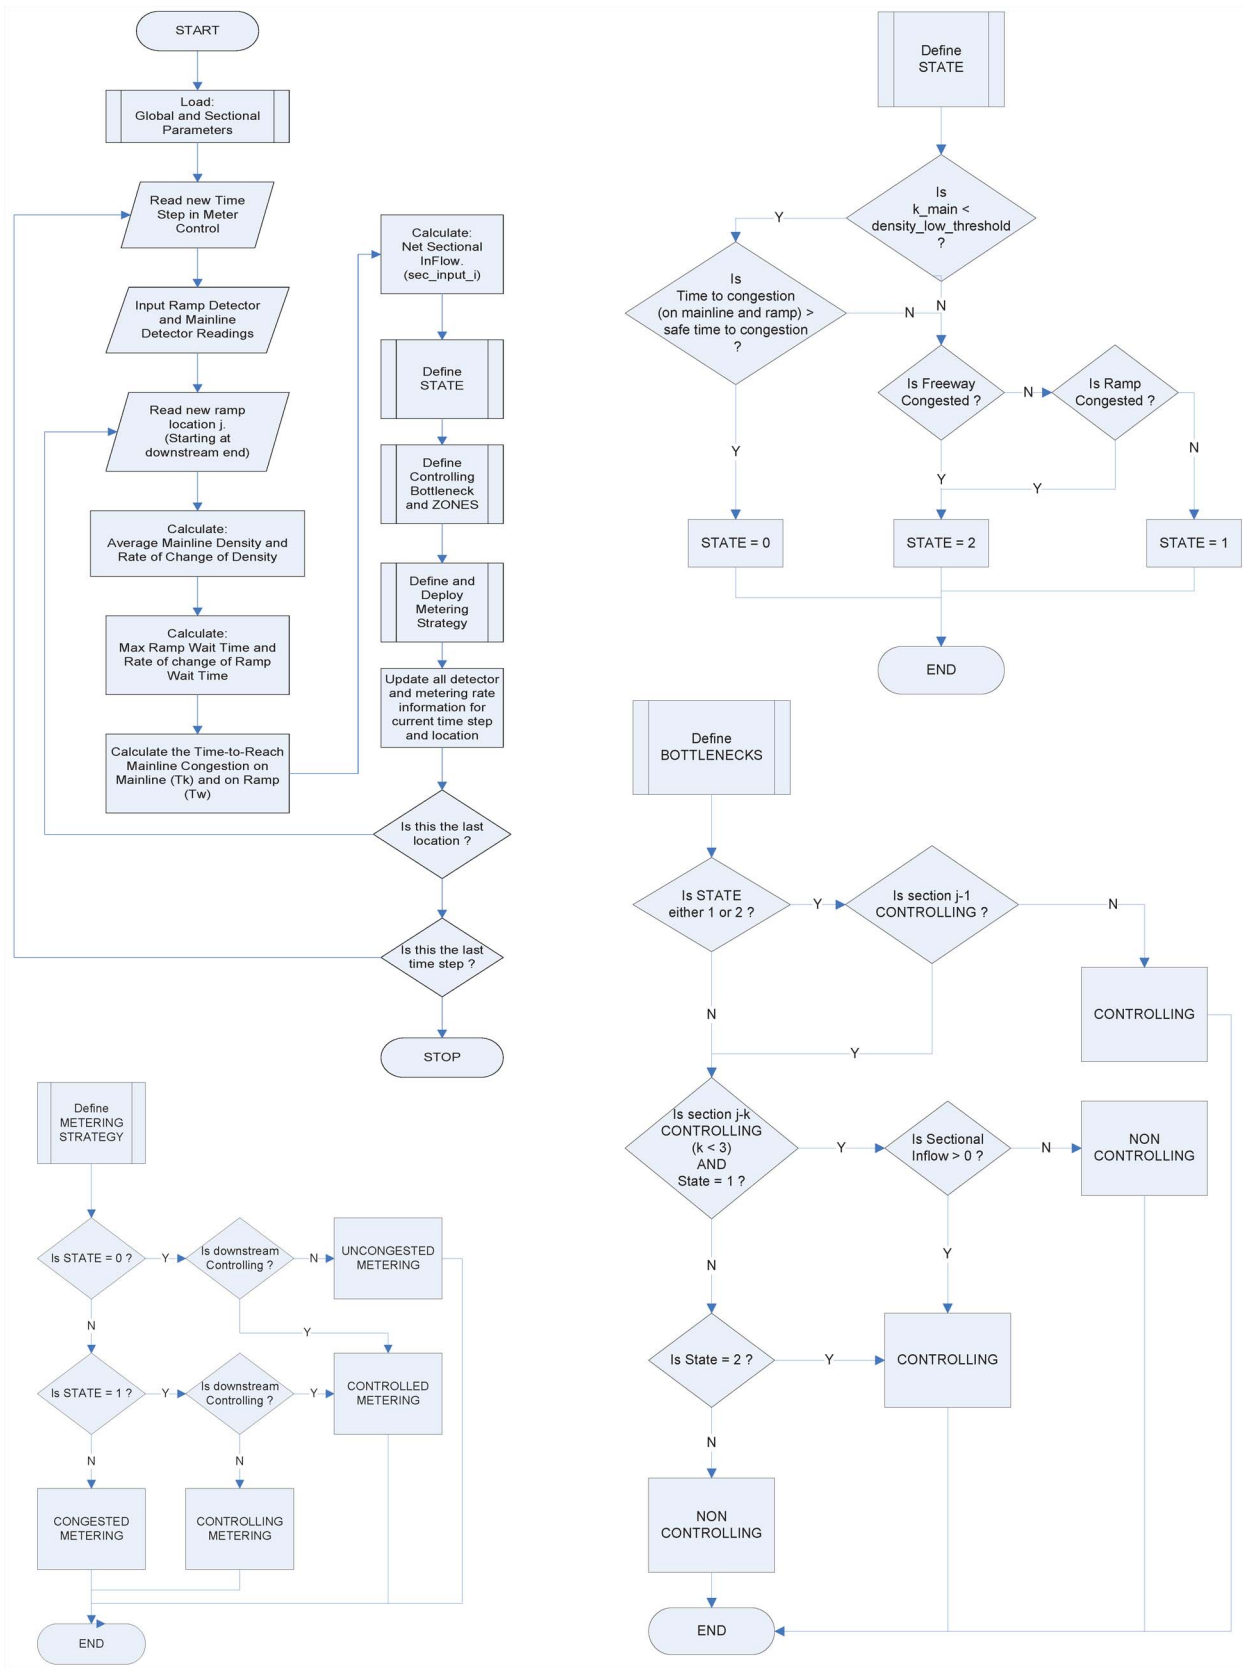 START
Load:
Global and Sectional
Parameters
Read new Time
Step in Meter
Control
Input Ramp Detector
and Mainline
Detector Readings
Read new ramp
location j.
(Starting at
downstream end)
Calculate:
Average Mainline Density and
Rate of Change of Density
Calculate:
Max Ramp Wait Time and
Rate of change of Ramp
Wait Time
Calculate the Time-to-Reach
Mainline Congestion on
Mainline (Tk) and on Ramp
(Tw)
Calculate:
Net Sectional
InFlow.
(sec_input_i)
Define
STATE
Define
Controlling
Bottleneck
and ZONES
Define and
Deploy
Metering
Strategy
Update all detector
and metering rate
information for
current time step
and location
Is this the last
location ?
Is this the last
time step ?
STOP
Define
STATE
Is
k_main <
density_low_threshold
?
Y
N
Is
Time to congestion
(on mainline and ramp) >
safe time to congestion
?
N
Y
Is Freeway
Congested ?
N
Y
Is Ramp
Congested ?
Y
N
STATE = 0
STATE = 2
STATE = 1
END
Define
BOTTLENECKS
Is STATE
either 1 or 2 ?
Y
N
Is section j-1
CONTROLLING ?
N
Y
CONTROLLING
Is section j-k
CONTROLLING
(k < 3)
AND
State = 1 ?
Y
N
Is Sectional
Inflow > 0 ?
N
Y
NON
CONTROLLING
Is State = 2 ?
Y
N
CONTROLLING
NON
CONTROLLING
END
Define
METERING
STRATEGY
Is STATE = 0 ?
Y
N
Is downstream
Controlling ?
N
Y
UNCONGESTED
METERING
Is STATE = 1 ?
Y
N
Is downstream
Controlling ?
Y
N
CONTROLLED
METERING
CONGESTED
METERING
CONTROLLING
METERING
END